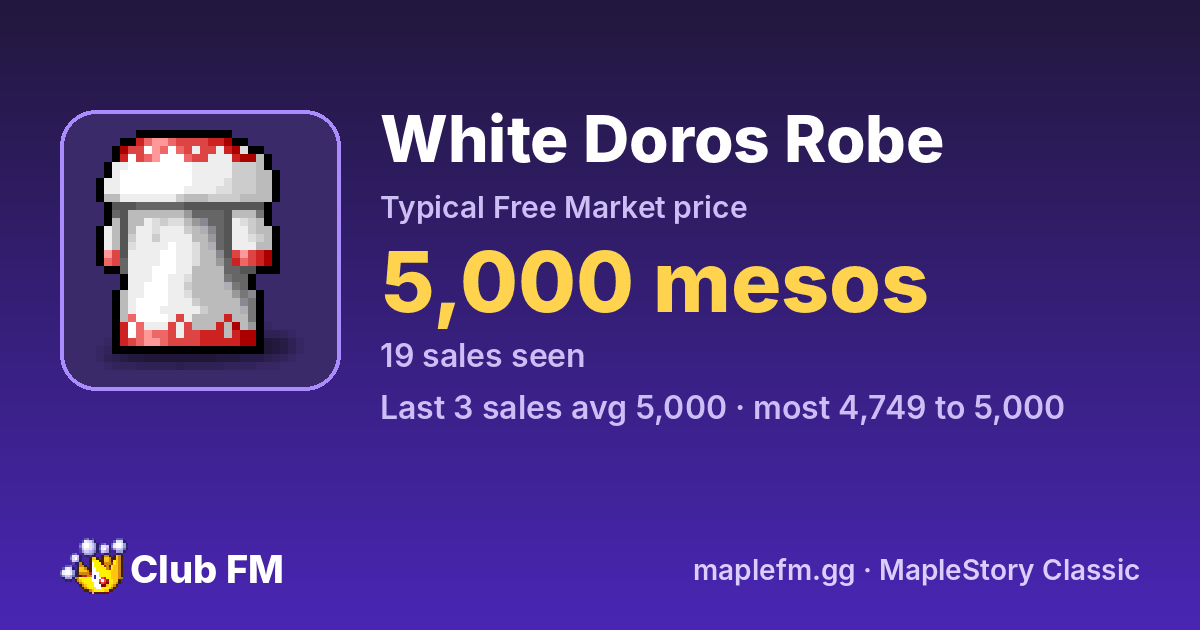 White Doros Robe
Typical Free Market price
5,000 mesos
19 sales seen
Last 3 sales avg 5,000 · most 4,749 to 5,000
Club FM
maplefm.gg · MapleStory Classic